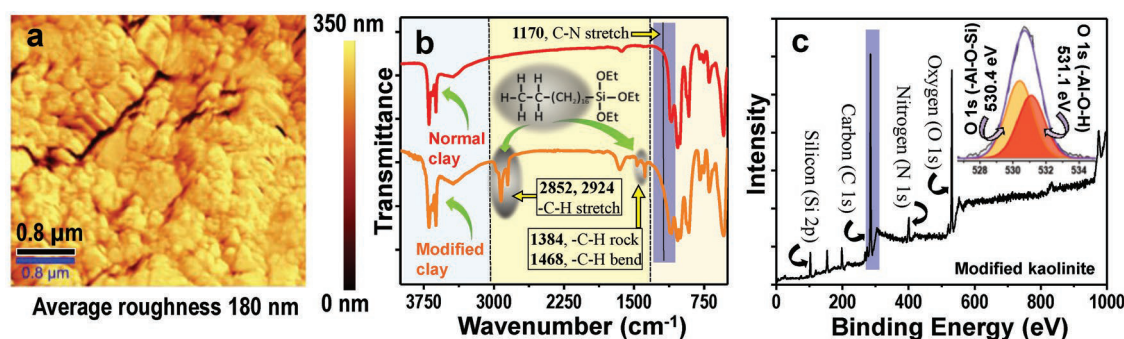 a
350 nm
0.8 µm
0.8 µm
0 nm
Average roughness 180 nm
b
1170, C-N stretch
H H
H-C-C-(CH₂)₁₀-Si-OEt
H H
OEt
OEt
Normal
clay
2852, 2924
-C-H stretch
1384, -C-H rock
1468, -C-H bend
Modified
clay
Transmittance
3750 3000 2250 1500 750
Wavenumber (cm⁻¹)
c
Intensity
Silicon (Si 2p)
Carbon (C 1s)
Nitrogen (N 1s)
Oxygen (O 1s)
O 1s (-Al-O-Si)
530.4 eV
O 1s (-Al-O-H)
531.1 eV
528 530 532 534 536
Modified kaolinite
0 200 400 600 800 1000
Binding Energy (eV)